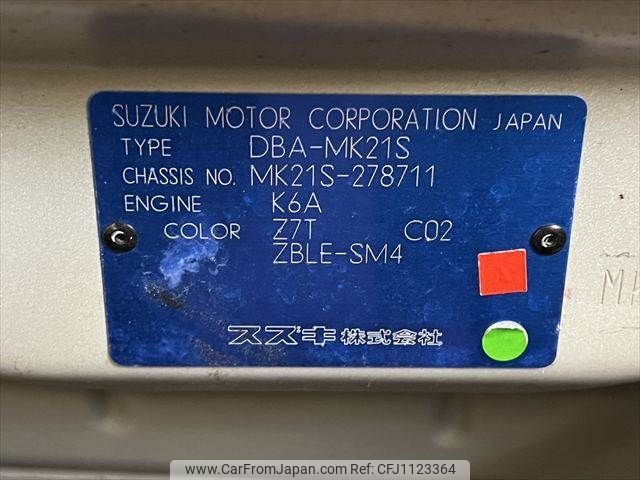 SUZUKI MOTOR CORPORATION JAPAN
TYPE DBA-MK21S
CHASSIS NO. MK21S-278711
ENGINE K6A
COLOR Z7T C02
ZBLE-SM4
スズキ株式会社
www.CarFromJapan.com | CFJ1123364